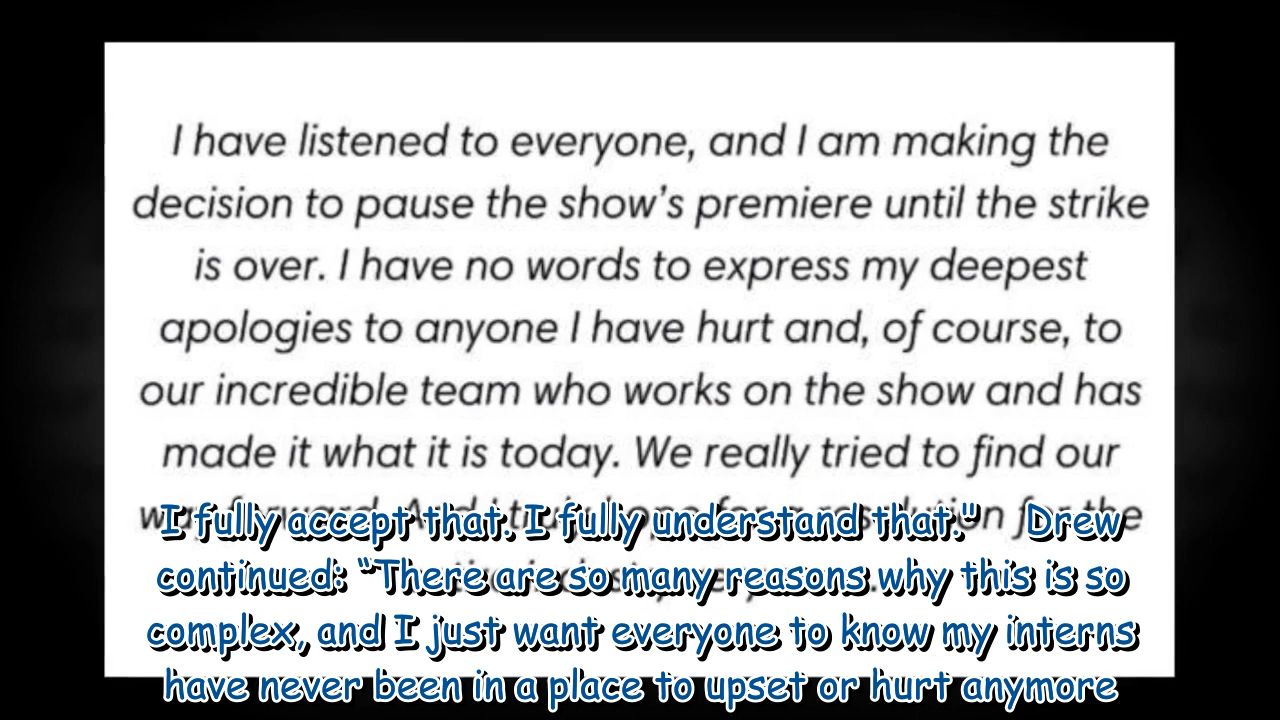 I have listened to everyone, and I am making the
decision to pause the show’s premiere until the strike
is over. I have no words to express my deepest
apologies to anyone I have hurt and, of course, to
our incredible team who works on the show and has
made it what it is today. We really tried to find our
I fully accept that. I fully understand that." Drew
continued: “There are so many reasons why this is so
complex, and I just want everyone to know my interns
have never been in a place to upset or hurt anymore